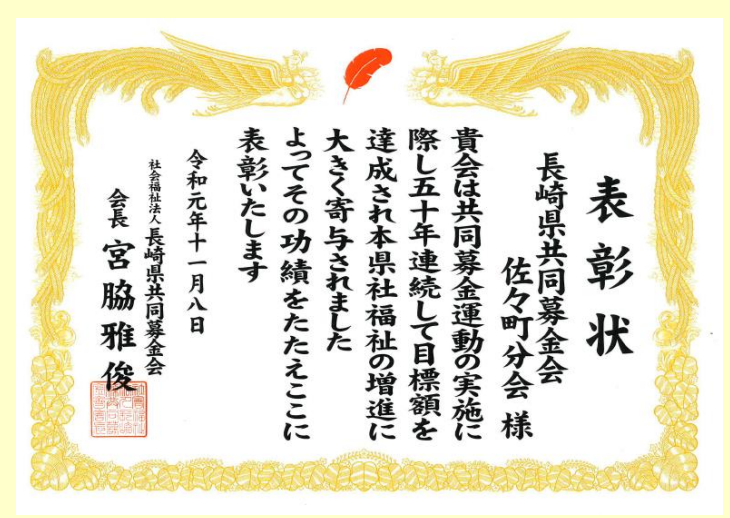 表彰状
長崎県共同募金会
佐々町分会 様
貴会は共同募金運動の実施に
際し五十年連続して目標額を
達成され本県社福祉の増進に
大きく寄与されました
よってその功績をたたえここに
表彰いたします
令和元年十一月八日
社会福祉法人長崎県共同募金会
会長 宮脇雅俊